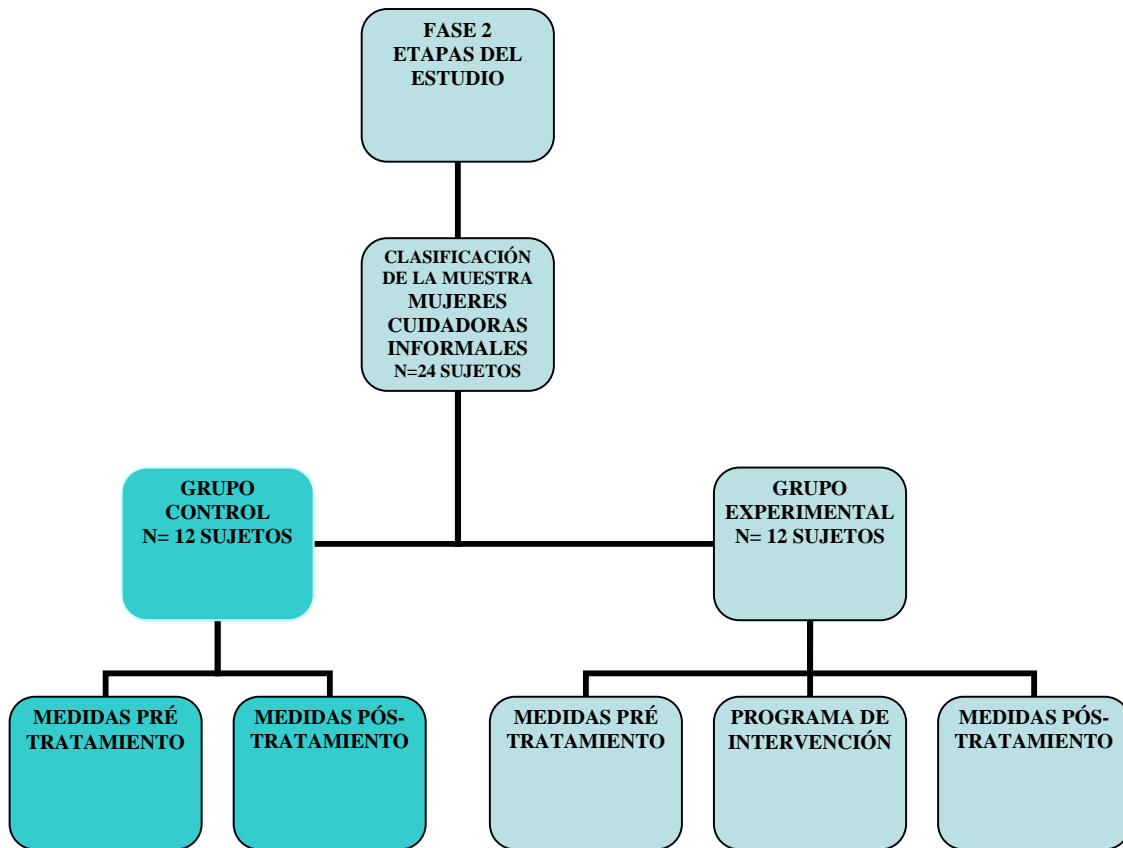 FASE 2
ETAPAS DEL
ESTUDIO
CLASIFICACIÓN
DE LA MUESTRA
MUJERES
CUIDADORAS
INFORMALES
N=24 SUJETOS
GRUPO
CONTROL
N= 12 SUJETOS
GRUPO
EXPERIMENTAL
N= 12 SUJETOS
MEDIDAS PRÉ
TRATAMIENTO
MEDIDAS PÓS-
TRATAMIENTO
MEDIDAS PRÉ
TRATAMIENTO
PROGRAMA DE
INTERVENCIÓN
MEDIDAS PÓS-
TRATAMIENTO